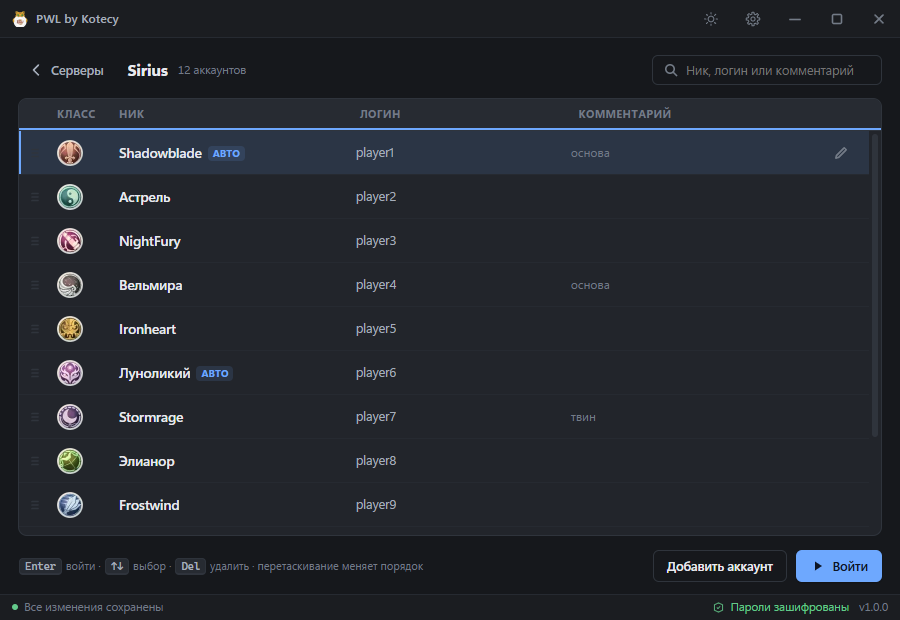 PWL by Kotecy
Серверы Sirius 12 аккаунтов Ник, логин или комментарий
КЛАСС НИК ЛОГИН КОММЕНТАРИЙ
Shadowblade АВТО player1 основа
Астрель player2
NightFury player3
Вельмира player4 основа
Ironheart player5
Луноликий АВТО player6
Stormrage player7 твин
Элианор player8
Frostwind player9
Enter войти · ↑↓ выбор · Del удалить · перетаскивание меняет порядок Добавить аккаунт Войти
Все изменения сохранены Пароли зашифрованы v1.0.0